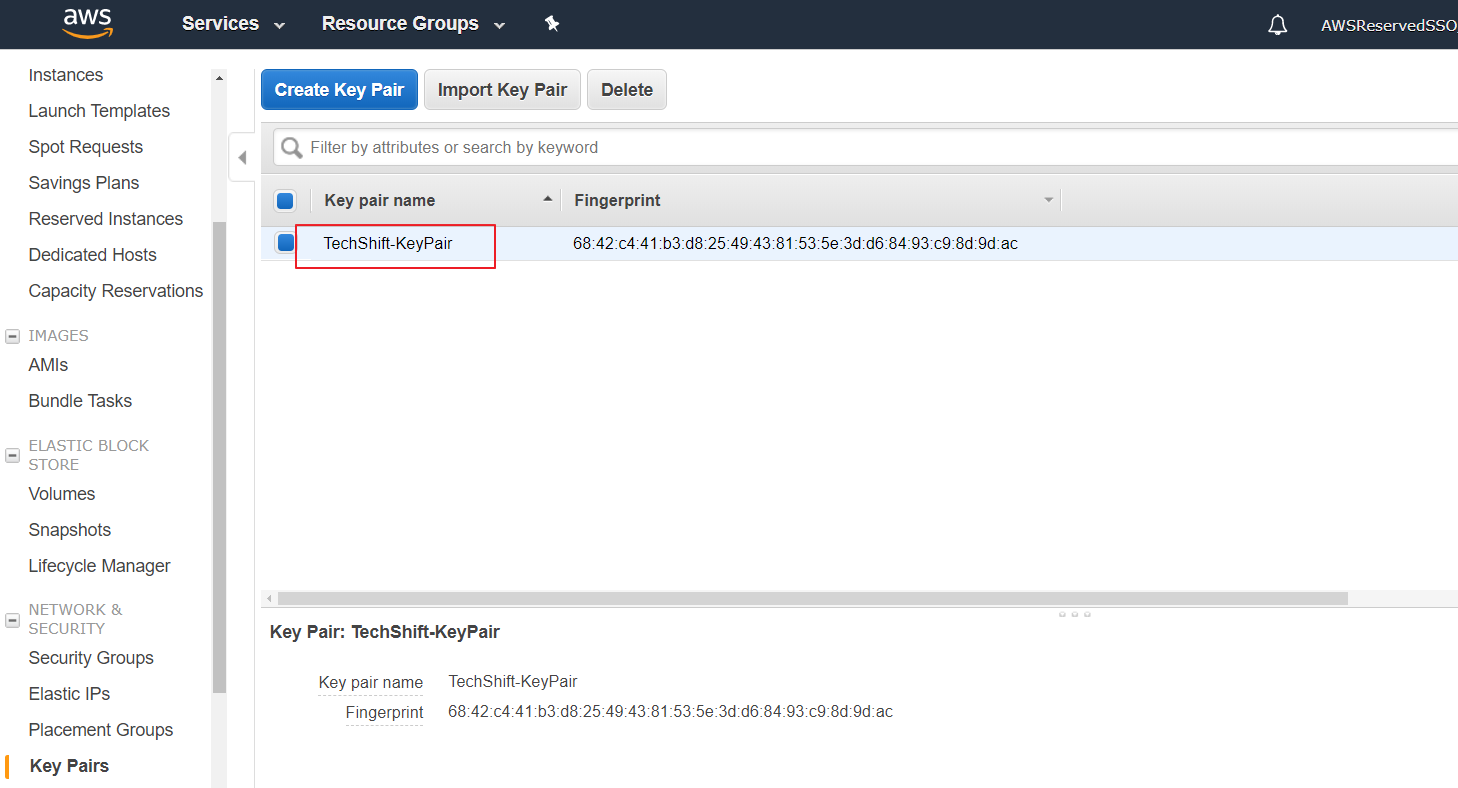 aws
Services
Resource Groups
AWSReservedSSO
Instances
Launch Templates
Spot Requests
Savings Plans
Reserved Instances
Dedicated Hosts
Capacity Reservations
IMAGES
AMIs
Bundle Tasks
ELASTIC BLOCK
STORE
Volumes
Snapshots
Lifecycle Manager
NETWORK &
SECURITY
Security Groups
Elastic IPs
Placement Groups
Key Pairs
Create Key Pair
Import Key Pair
Delete
Filter by attributes or search by keyword
Key pair name
Fingerprint
TechShift-KeyPair
68:42:c4:41:b3:d8:25:49:43:81:53:5e:3d:d6:84:93:c9:8d:9d:ac
Key Pair: TechShift-KeyPair
Key pair name
TechShift-KeyPair
Fingerprint
68:42:c4:41:b3:d8:25:49:43:81:53:5e:3d:d6:84:93:c9:8d:9d:ac